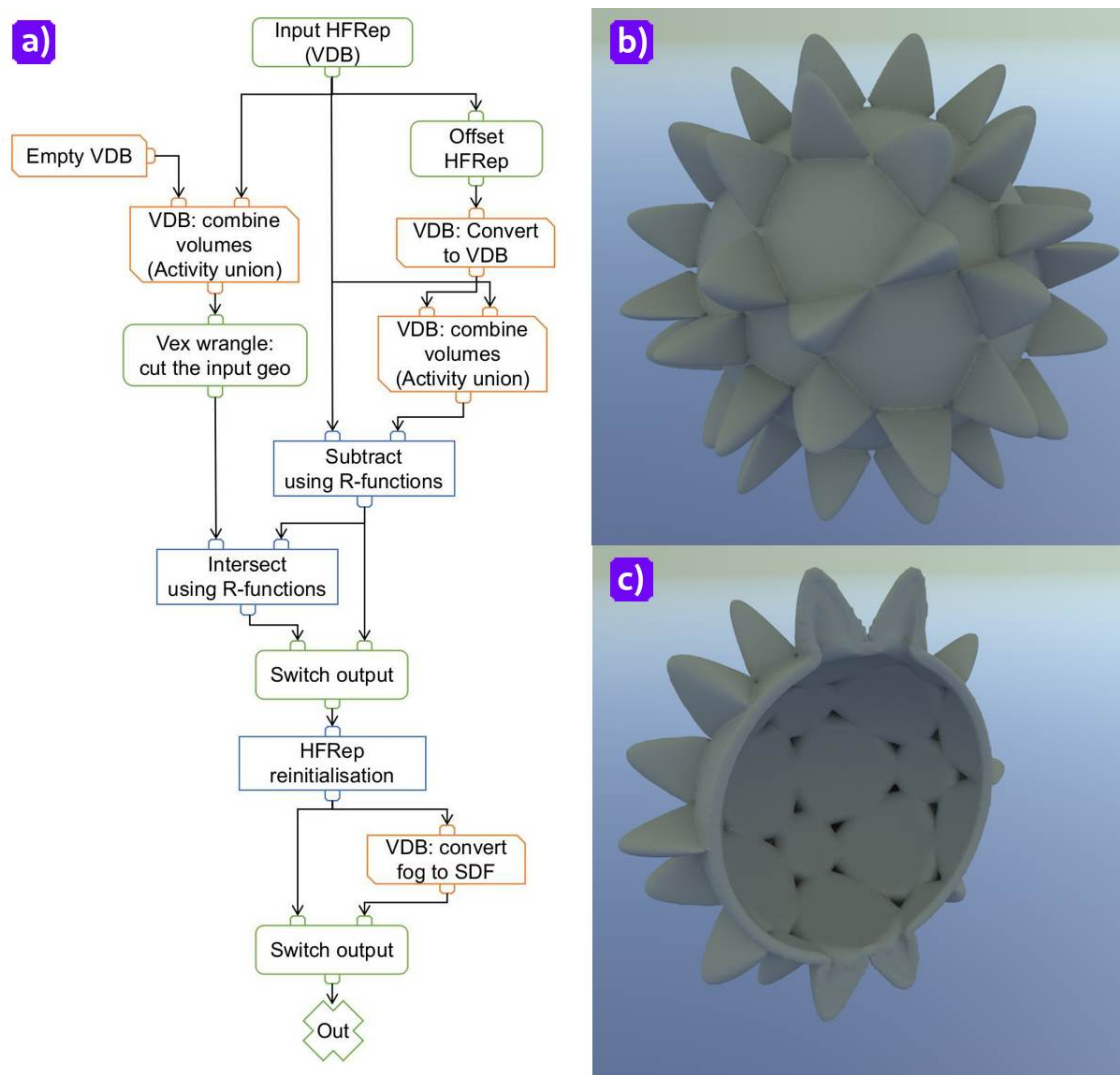 a)
Input HFRep
(VDB)
Empty VDB
Offset
HFRep
VDB: combine
volumes
(Activity union)
VDB: Convert
to VDB
Vex wrangle:
cut the input geo
VDB: combine
volumes
(Activity union)
Subtract
using R-functions
Intersect
using R-functions
Switch output
HFRep
reinitialisation
VDB: convert
fog to SDF
Switch output
Out
b)
c)